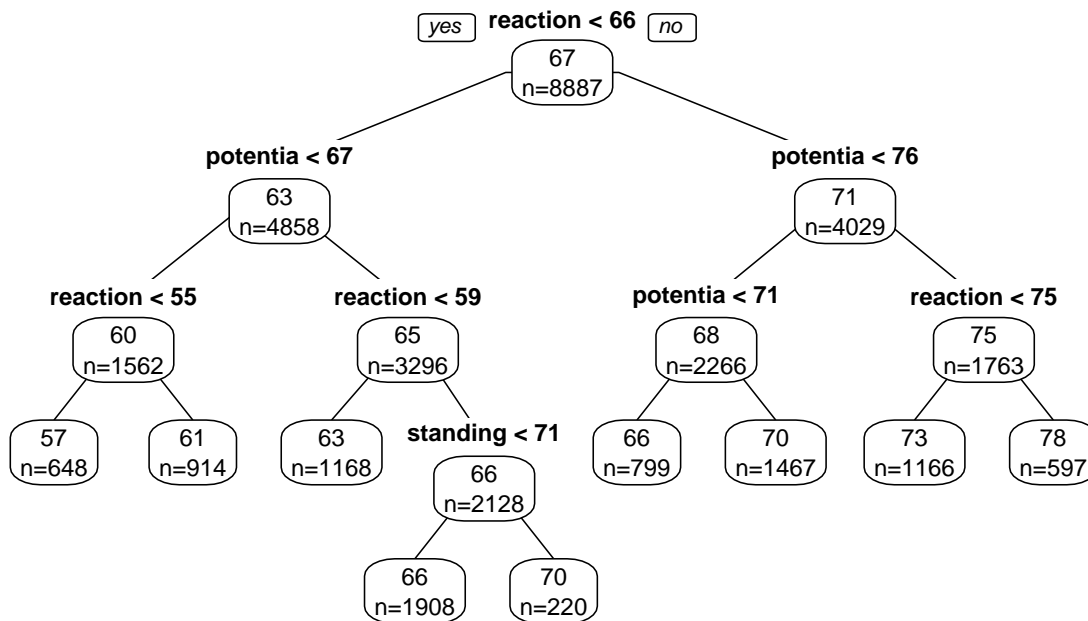 yes reaction < 66 no
67
n=8887
potentia < 67 potentia < 76
63 71
n=4858 n=4029
reaction < 55 reaction < 59 potentia < 71 reaction < 75
60 65 68 75
n=1562 n=3296 n=2266 n=1763
57 61 63 standing < 71 66 70 73 78
n=648 n=914 n=1168 n=799 n=1467 n=1166 n=597
66
n=2128
66 70
n=1908 n=220